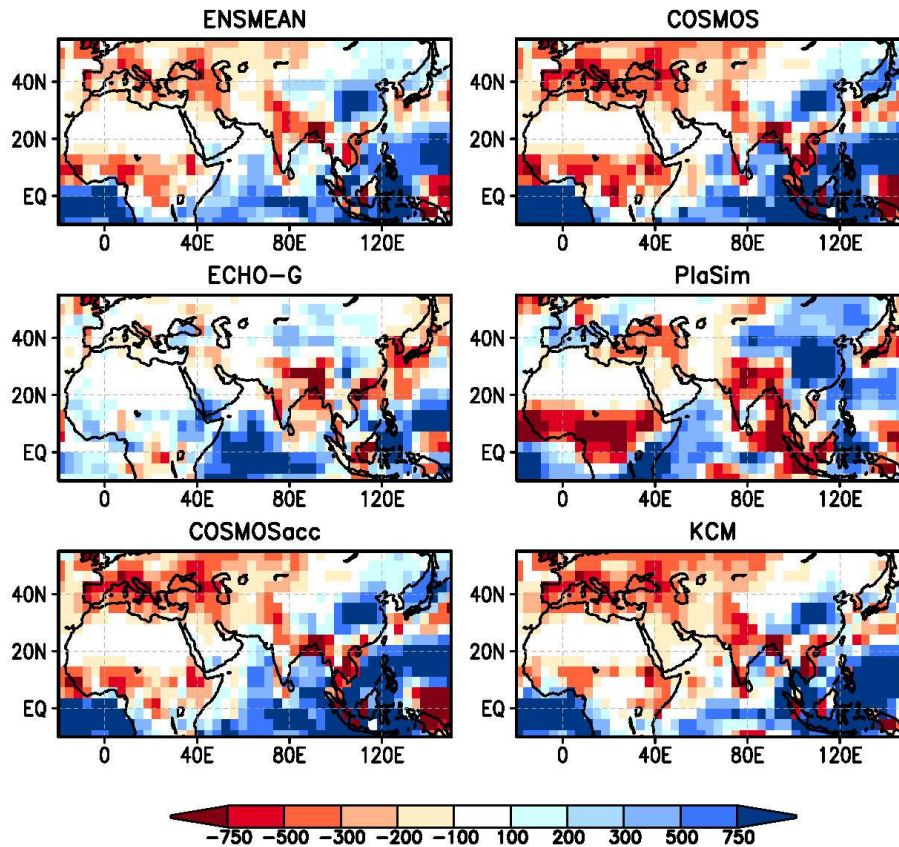 ENSMEAN COSMOS
40N 40N
20N 20N
EQ EQ
0 40E 80E 120E 0 40E 80E 120E
ECHO-G PlaSim
40N 40N
20N 20N
EQ EQ
0 40E 80E 120E 0 40E 80E 120E
COSMOSacc KCM
40N 40N
20N 20N
EQ EQ
0 40E 80E 120E 0 40E 80E 120E
-750 -500 -300 -200 -100 100 200 300 500 750